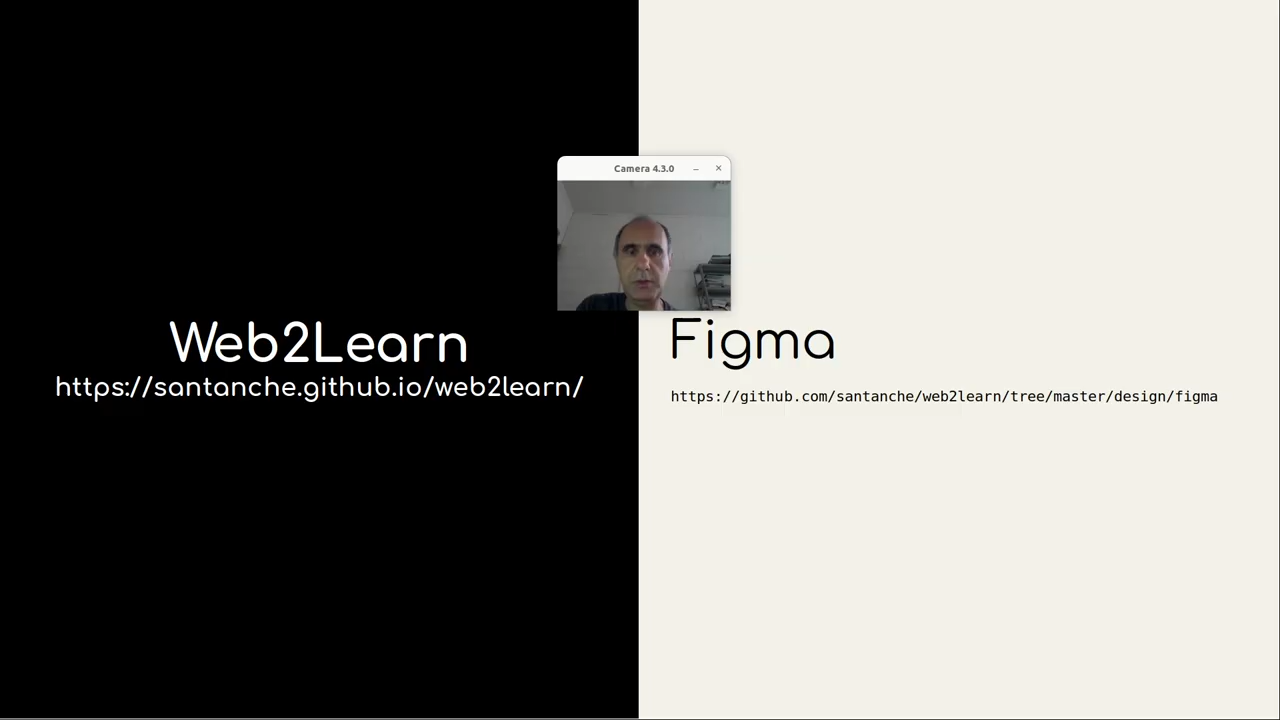 Camera 4.3.0
Web2Learn
https://santanche.github.io/web2learn/
Figma
https://github.com/santanche/web2learn/tree/master/design/figma